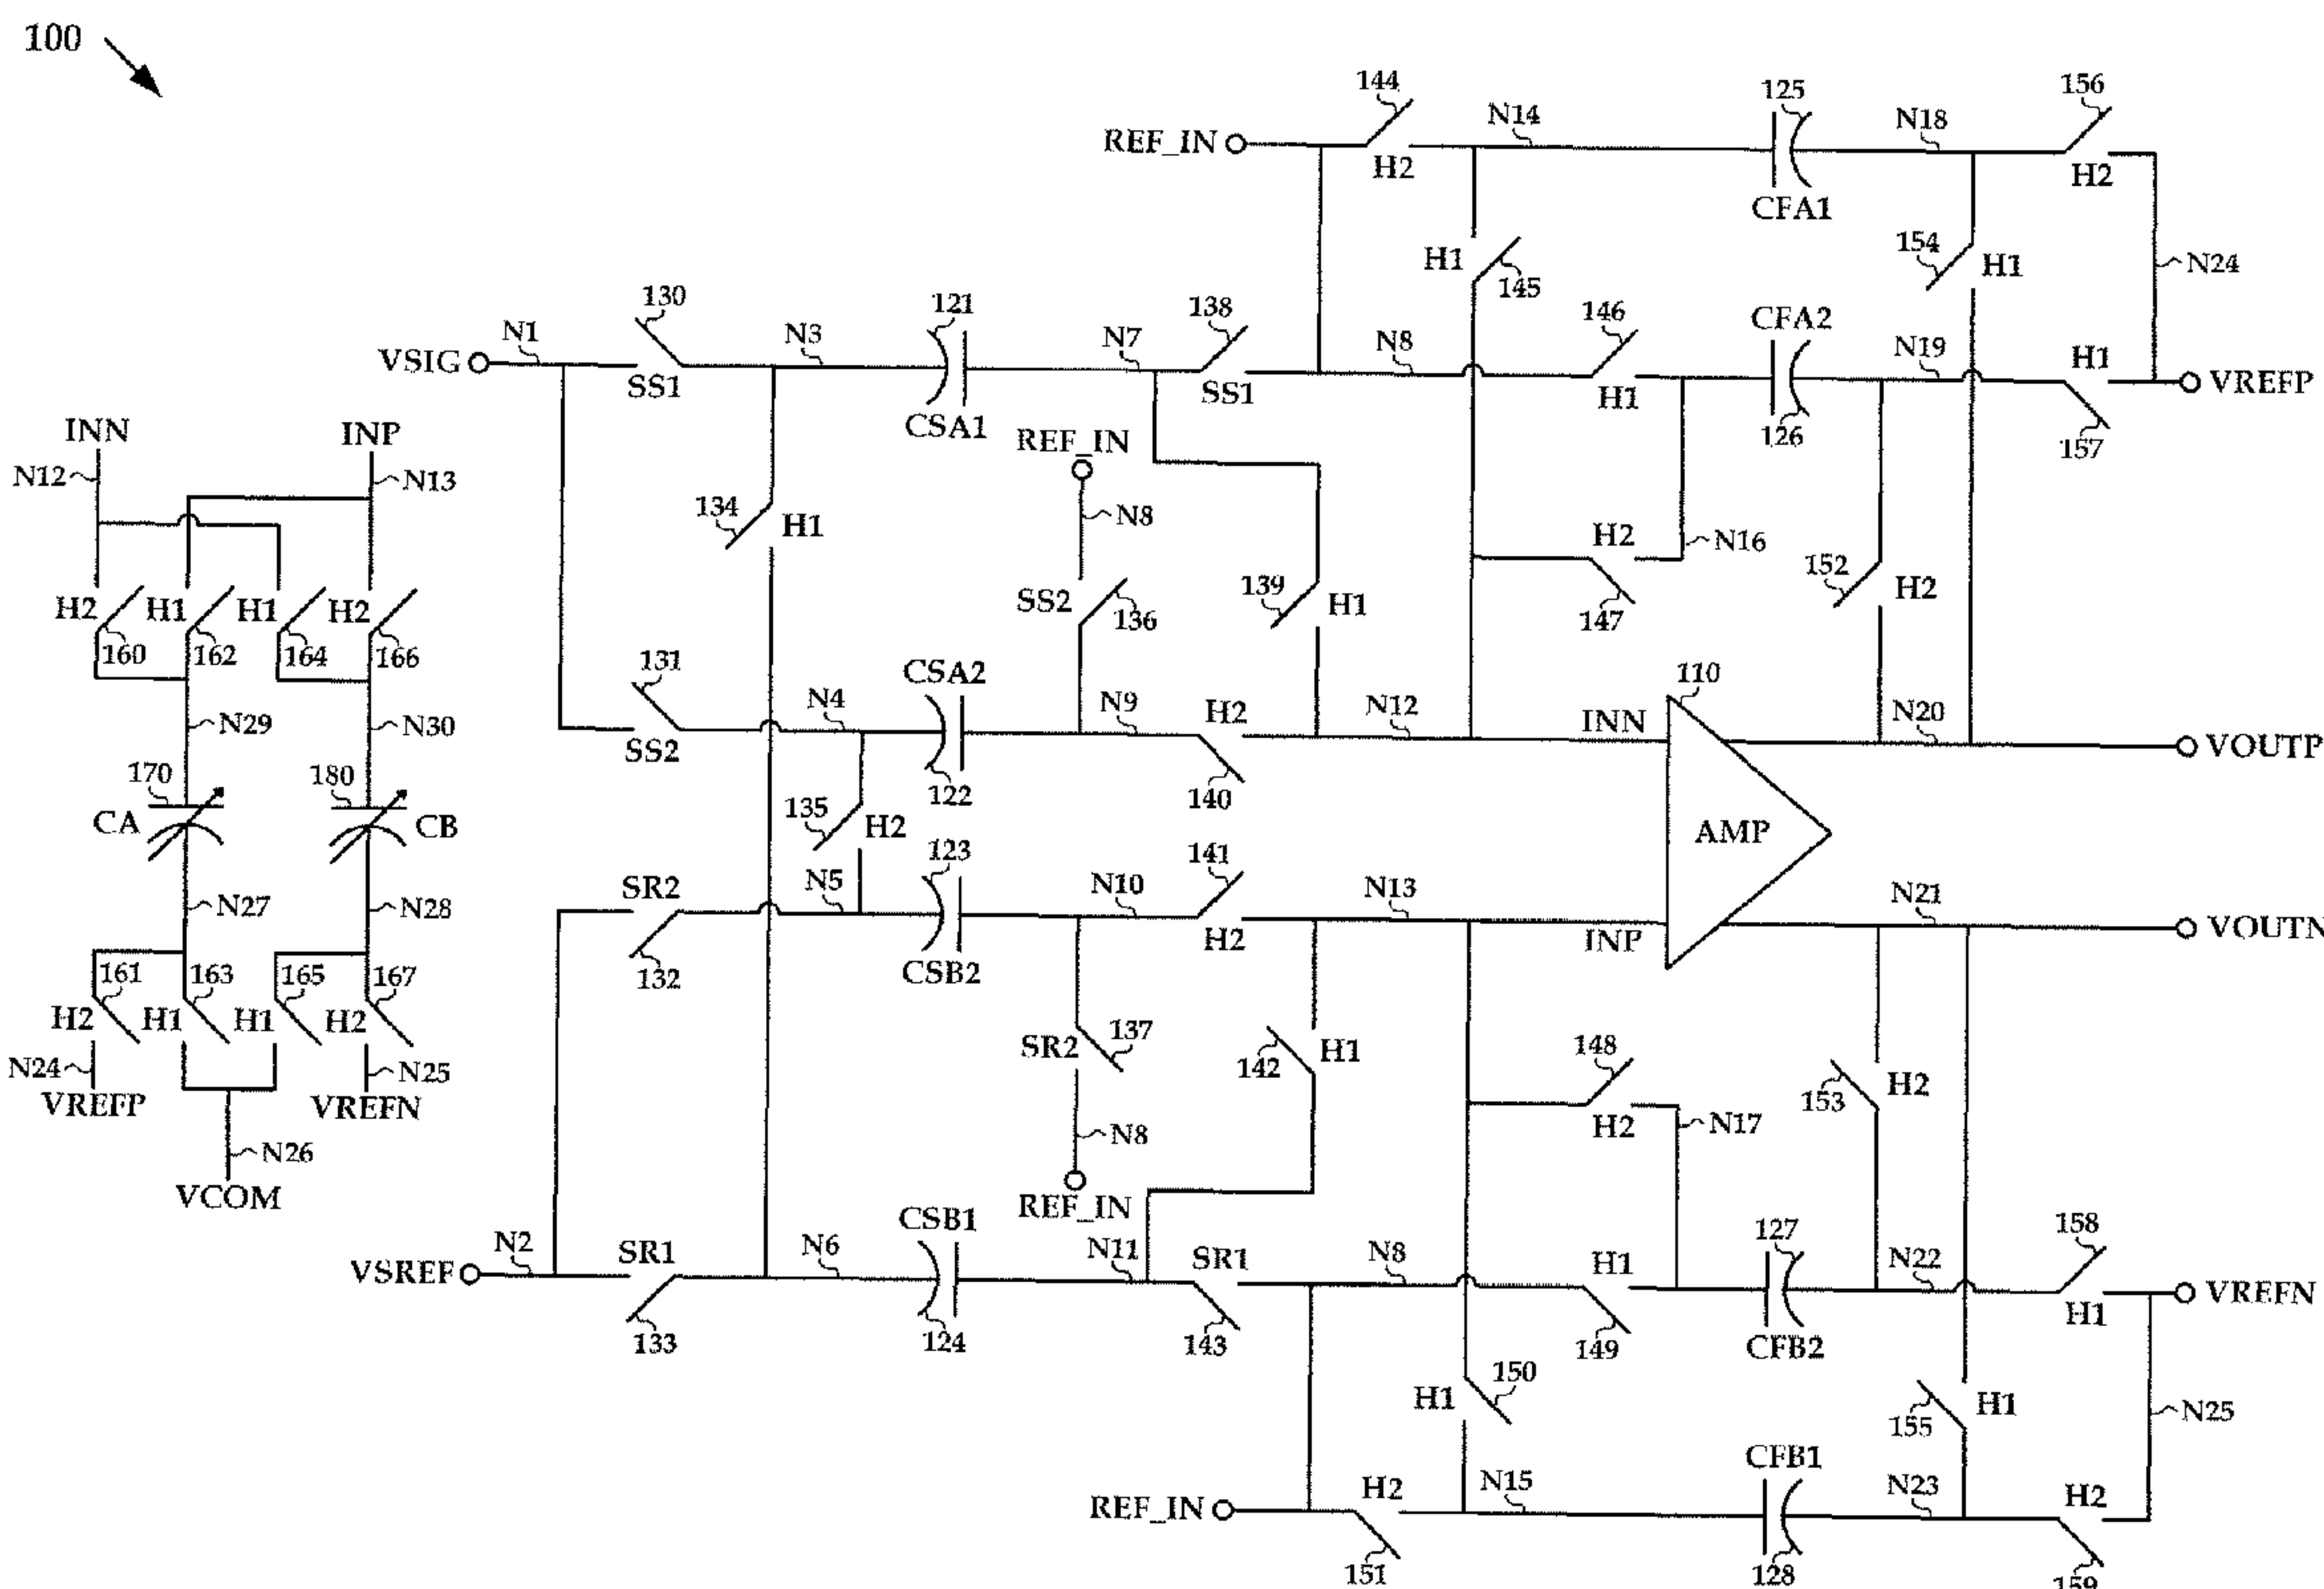 100
144
125
156
REF_IN
N14
N18
H2
H2
CFA1
H1
145
154
H1
N24
130
121
138
146
CFA2
N1
N3
N7
N8
N19
H1
VSIG
SS1
CSA1
SS1
H1
126
157
VREFP
INN
INP
REF_IN
N12
N13
134
H1
N8
H2
N16
SS2
136
139
H1
147
152
H2
H2
H1
H1
H2
160
162
164
166
131
CSA2
110
N4
N9
H2
N12
INN
N20
SS2
122
140
VOUTP
N29
N30
170
180
CA
CB
135
H2
123
141
AMP
SR2
N5
N10
N13
N21
132
CSB2
H2
INP
VOUTN
N27
N28
161
163
165
167
H2
H1
H1
H2
SR2
137
142
H1
148
H2
153
H2
N17
N24
N25
VREFP
VREFN
N8
N26
VCOM
REF_IN
N2
SR1
N6
CSB1
N11
SR1
N8
H1
127
N22
158
VSREF
133
124
143
149
CFB2
H1
VREFN
H1
150
155
H1
N25
REF_IN
H2
N15
CFB1
N23
H2
151
128
159